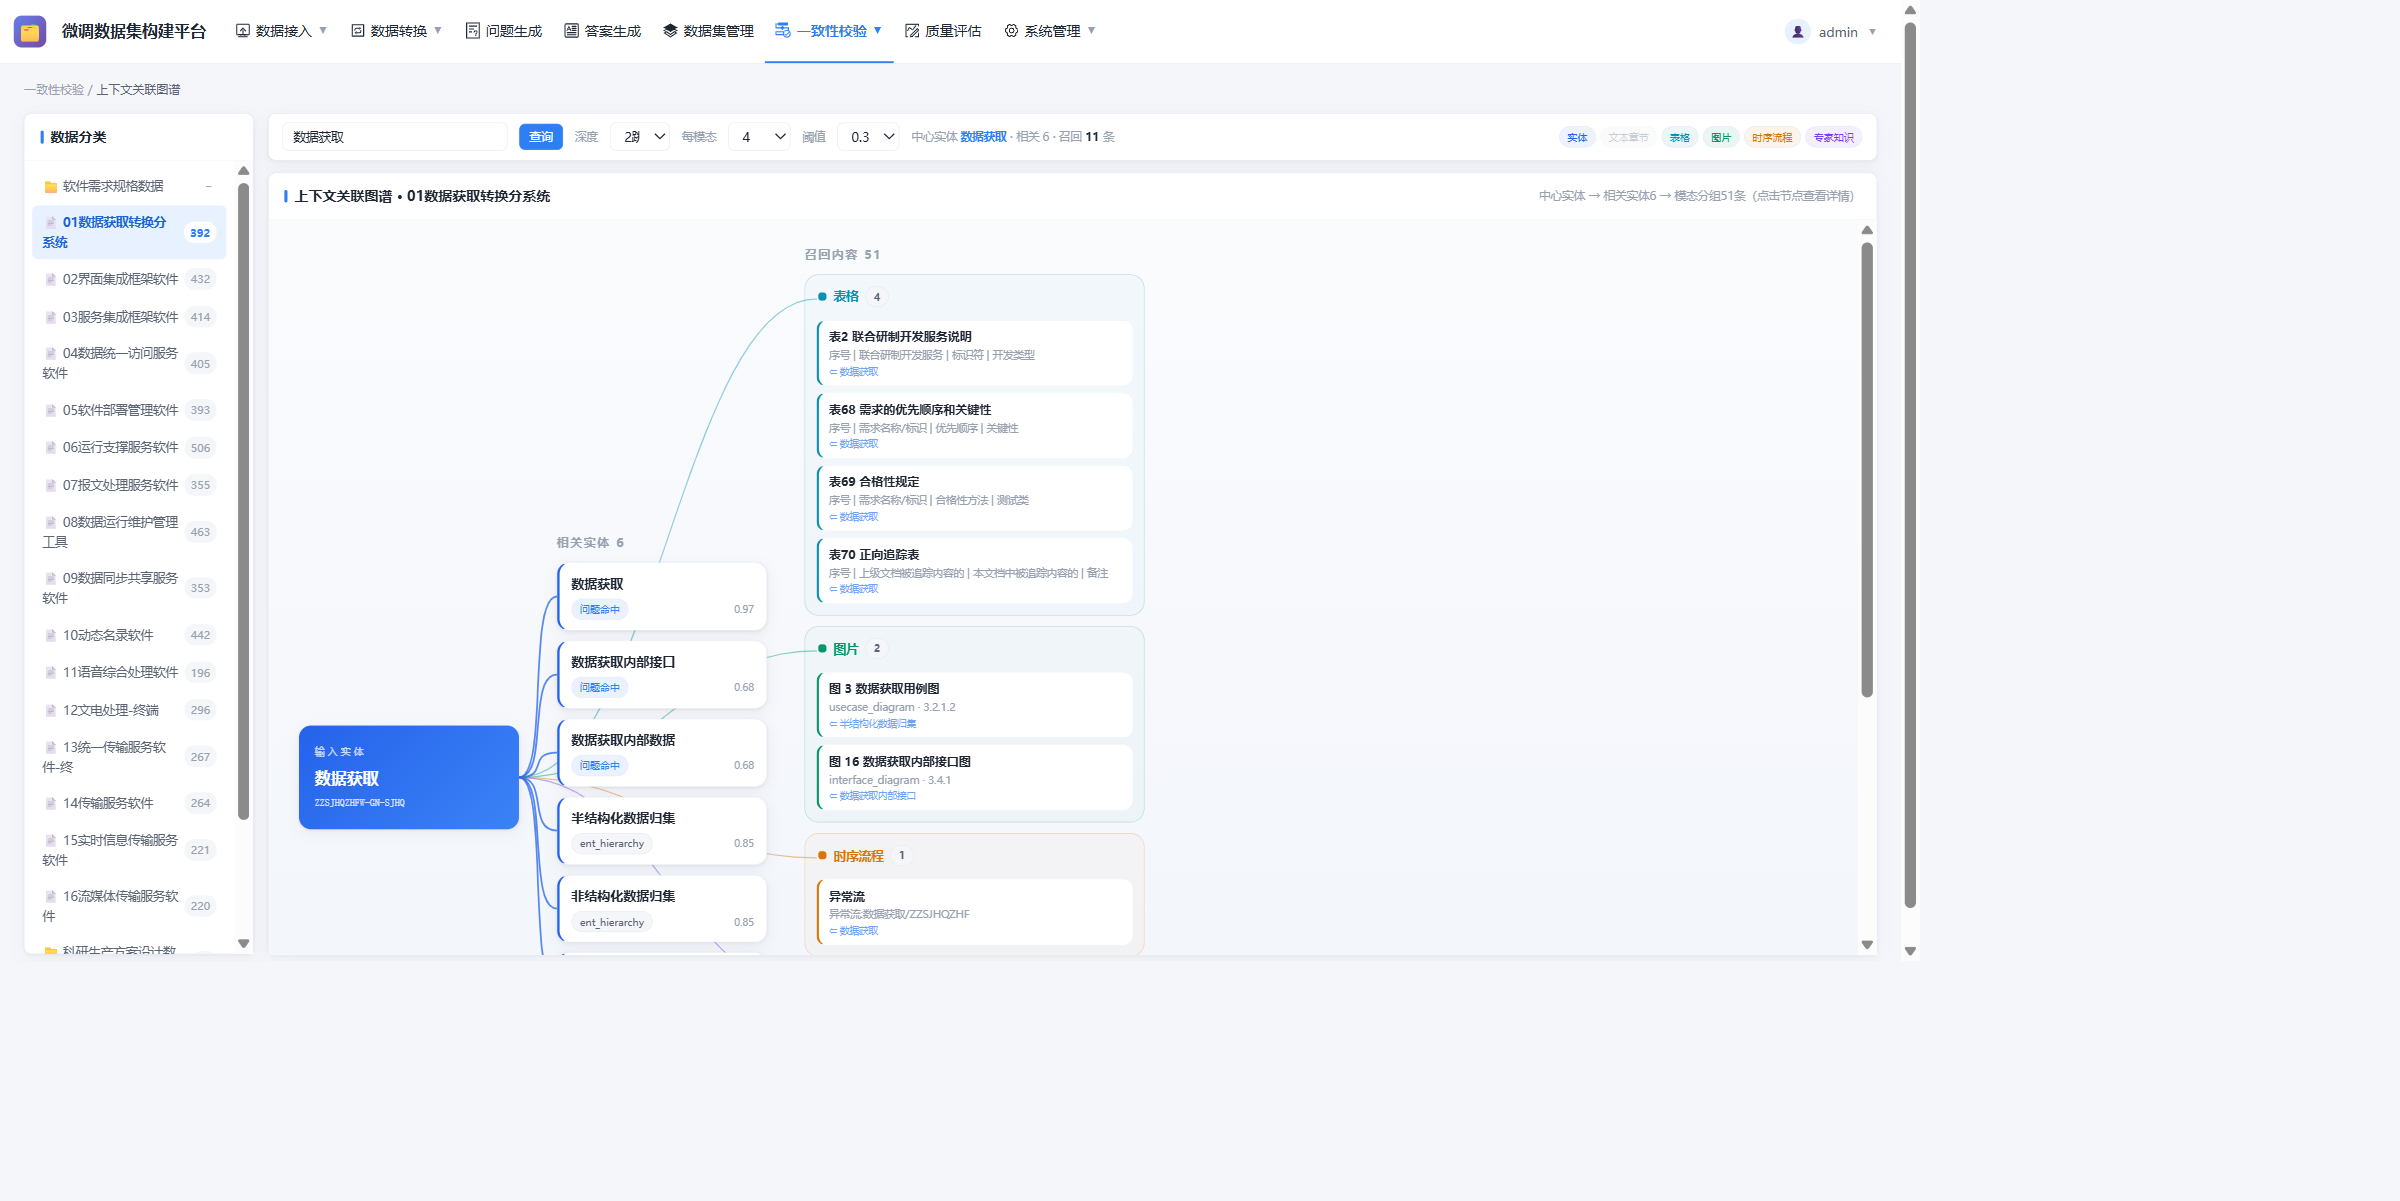 微调数据集构建平台
数据接入
数据转换
问题生成
答案生成
数据集管理
一致性校验
质量评估
系统管理
admin
一致性校验 / 上下文关联图谱
数据分类
软件需求规格数据
01数据获取转换分
系统
392
02界面集成框架软件 432
03服务集成框架软件 414
04数据统一访问服务
软件
405
05软件部署管理软件 393
06运行支撑服务软件 506
07报文处理服务软件 355
08数据运行维护管理
工具
463
09数据同步共享服务
软件
353
10动态名录软件 442
11语音综合处理软件 196
12文电处理-终端 296
13统一传输服务软
件-终
267
14传输服务软件 264
15实时信息传输服务
软件
221
16流媒体传输服务软
件
220
数据获取 查询 深度 每模态 4 阈值 0.3 中心实体 数据获取 · 相关 6 · 召回 11 条
实体 文本章节 表格 图片 时序流程 专家知识
上下文关联图谱 • 01数据获取转换分系统
中心实体 → 相关实体6 → 模态分组51条（点击节点查看详情）
输入实体
数据获取
ZZSJHQZHFW-GN-SJHQ
相关实体 6
数据获取
问题命中 0.97
数据获取内部接口
问题命中 0.68
数据获取内部数据
问题命中 0.68
半结构化数据归集
ent_hierarchy 0.85
非结构化数据归集
ent_hierarchy 0.85
召回内容 51
表格 4
表2 联合研制开发服务说明
序号 | 联合研制开发服务 | 标识符 | 开发类型
⇐ 数据获取
表68 需求的优先顺序和关键性
序号 | 需求名称/标识 | 优先顺序 | 关键性
⇐ 数据获取
表69 合格性规定
序号 | 需求名称/标识 | 合格性方法 | 测试类
⇐ 数据获取
表70 正向追踪表
序号 | 上级文档被追踪内容的 | 本文档中被追踪内容的 | 备注
⇐ 数据获取
图片 2
图 3 数据获取用例图
usecase_diagram · 3.2.1.2
⇐ 半结构化数据归集
图 16 数据获取内部接口图
interface_diagram · 3.4.1
⇐ 数据获取内部接口
时序流程 1
异常流
异常流:数据获取/ZZSJHQZHF
⇐ 数据获取